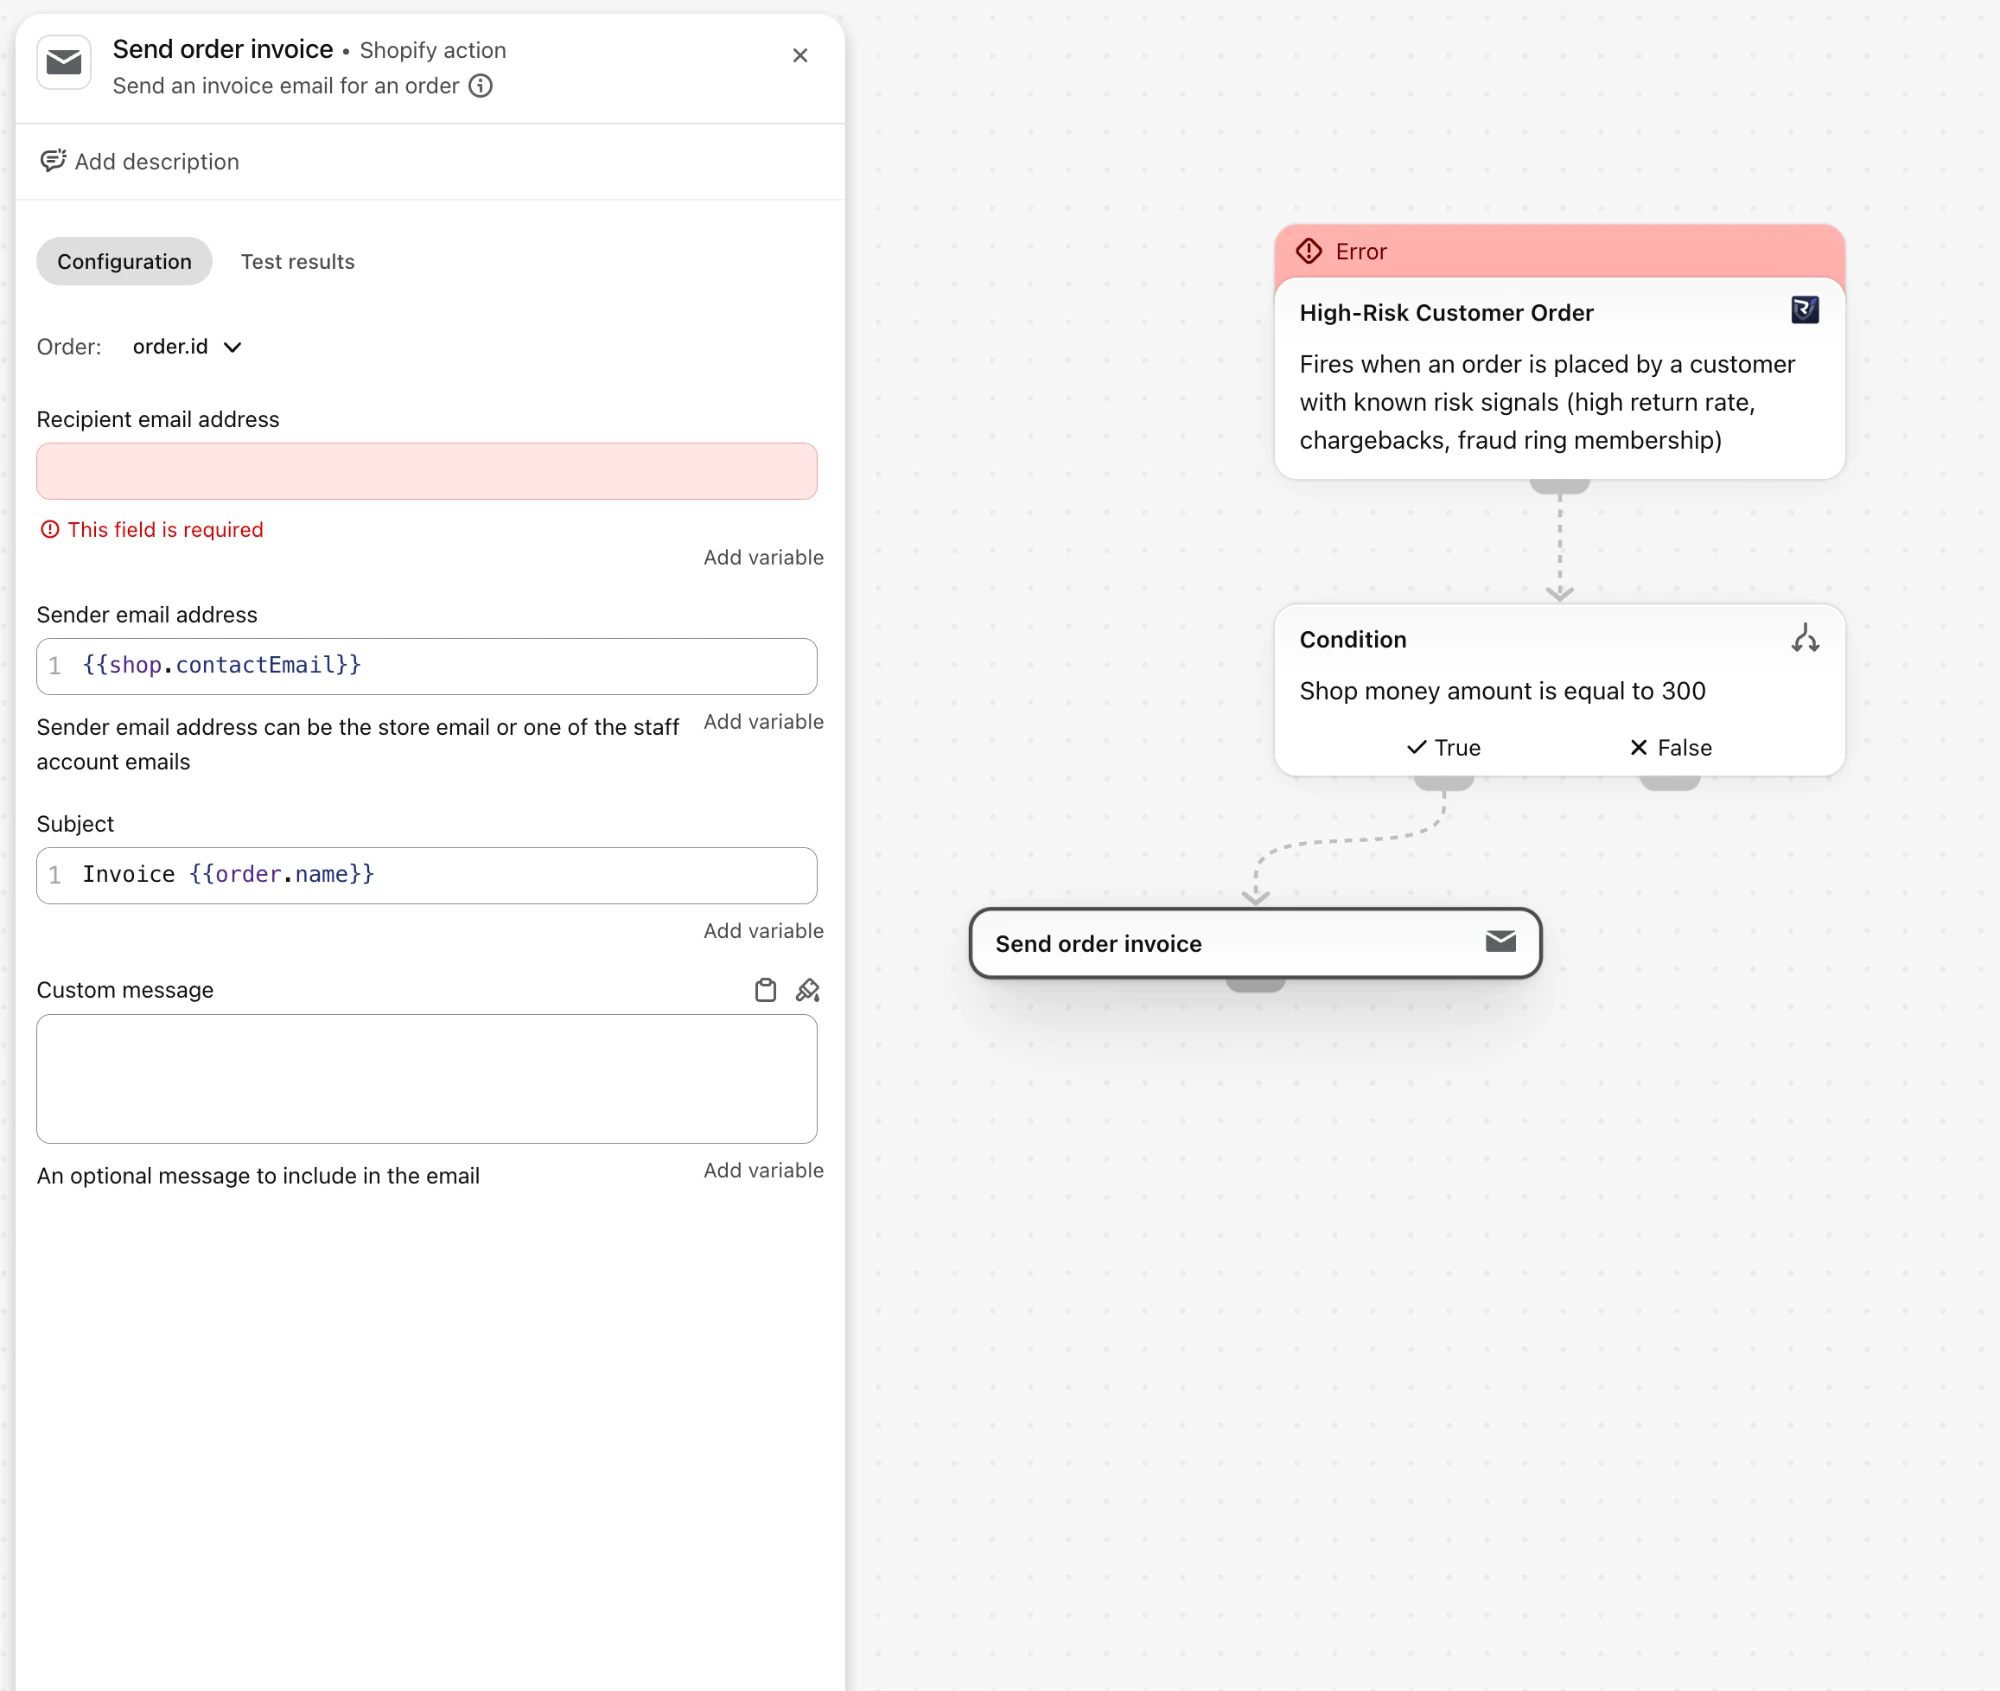 Send order invoice • Shopify action
Send an invoice email for an order
Add description
Configuration
Test results
Order: order.id
Recipient email address
This field is required
Add variable
Sender email address
1 {{shop.contactEmail}}
Sender email address can be the store email or one of the staff
account emails
Add variable
Subject
1 Invoice {{order.name}}
Add variable
Custom message
An optional message to include in the email
Add variable
Error
High-Risk Customer Order
Fires when an order is placed by a customer
with known risk signals (high return rate,
chargebacks, fraud ring membership)
Condition
Shop money amount is equal to 300
True
False
Send order invoice